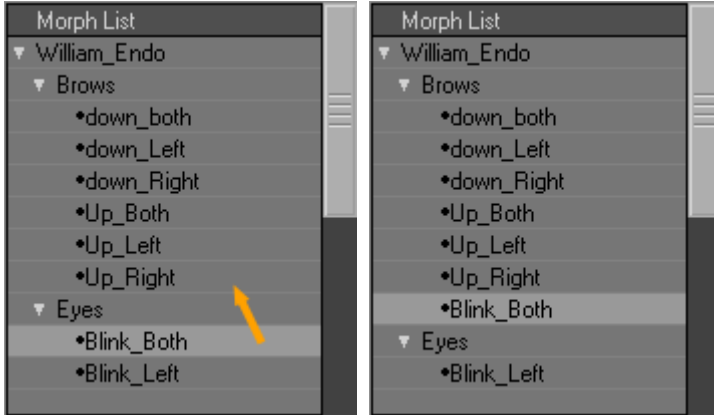 Morph List
William_Endo
Brows
down_both
down_Left
down_Right
Up_Both
Up_Left
Up_Right
Eyes
Blink_Both
Blink_Left
Morph List
William_Endo
Brows
down_both
down_Left
down_Right
Up_Both
Up_Left
Up_Right
Blink_Both
Eyes
Blink_Left